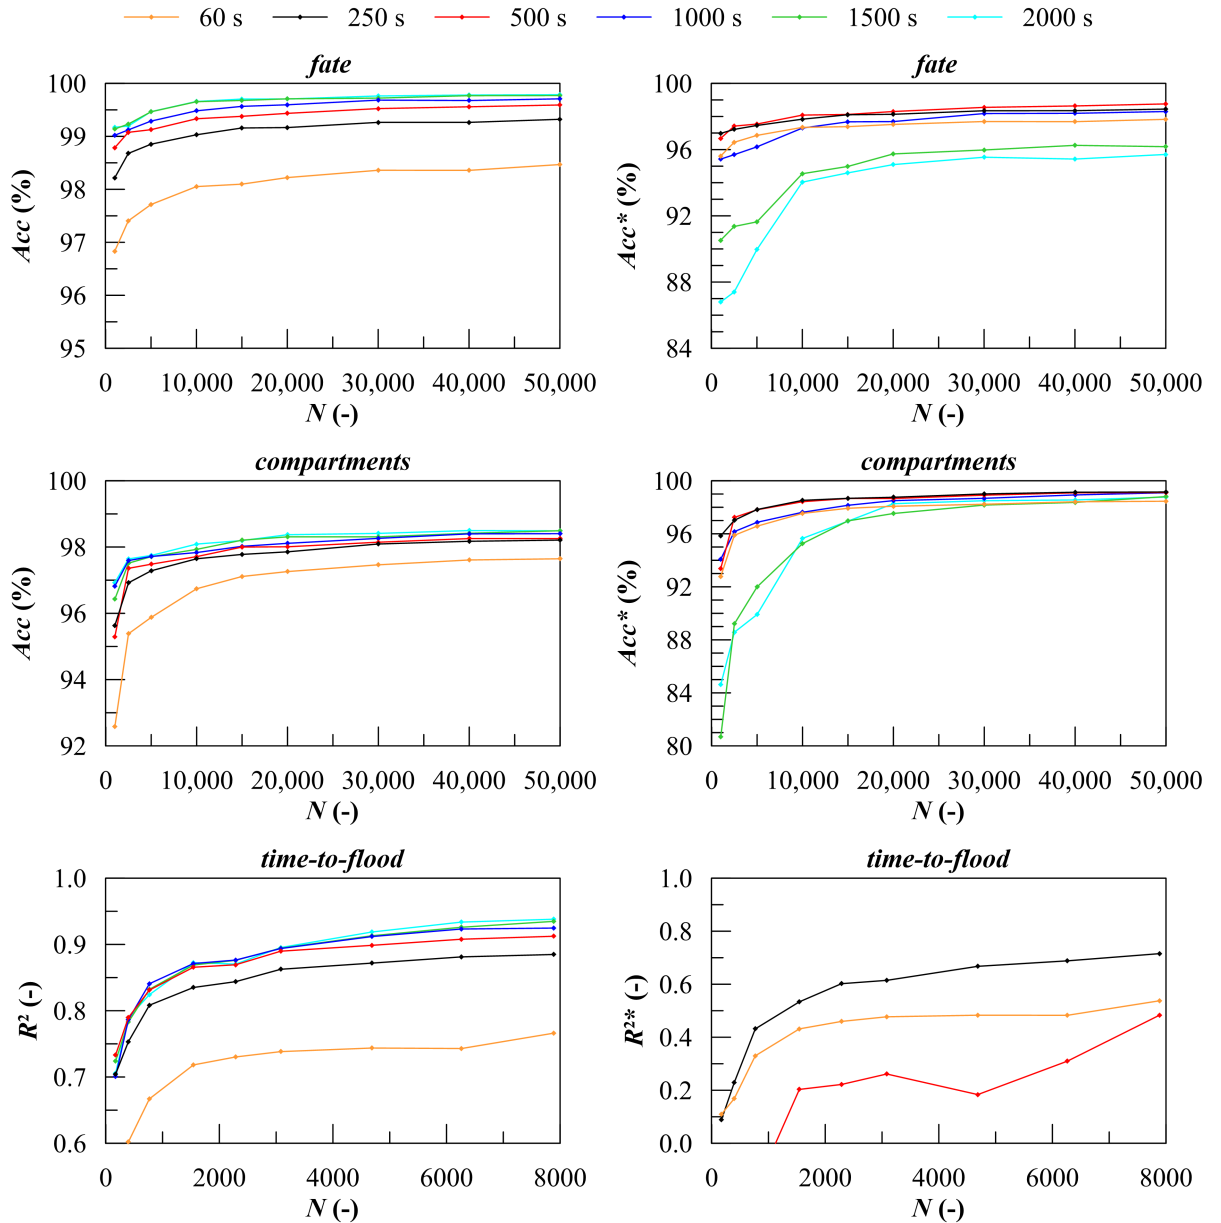 60 s 250 s 500 s 1000 s 1500 s 2000 s
fate
Acc (%)
100
99
98
97
96
95
0 10,000 20,000 30,000 40,000 50,000
N (-)
fate
Acc* (%)
100
96
92
88
84
0 10,000 20,000 30,000 40,000 50,000
N (-)
compartments
Acc (%)
100
98
96
94
92
0 10,000 20,000 30,000 40,000 50,000
N (-)
compartments
Acc* (%)
100
96
92
88
84
80
0 10,000 20,000 30,000 40,000 50,000
N (-)
time-to-flood
R² (-)
1.0
0.9
0.8
0.7
0.6
0 2000 4000 6000 8000
N (-)
time-to-flood
R²* (-)
1.0
0.8
0.6
0.4
0.2
0.0
0 2000 4000 6000 8000
N (-)